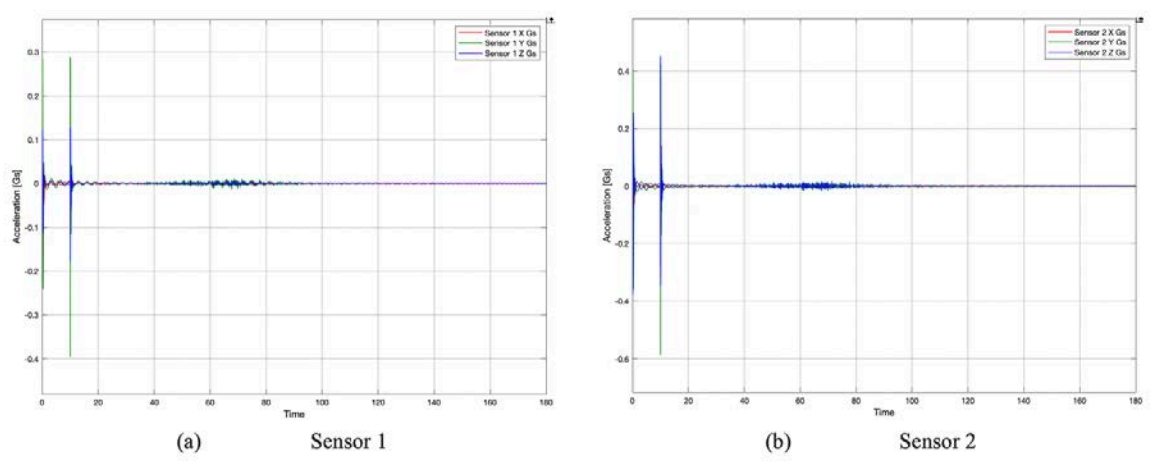 Sensor 1 X Gs
Sensor 1 Y Gs
Sensor 1 Z Gs
0.3
0.2
0.1
0
-0.1
-0.2
-0.3
-0.4
Acceleration [Gs]
0 20 40 60 80 100 120 140 160 180
Time
(a) Sensor 1
Sensor 2 X Gs
Sensor 2 Y Gs
Sensor 2 Z Gs
0.4
0.2
0
-0.2
-0.4
-0.6
Acceleration [Gs]
0 20 40 60 80 100 120 140 160 180
Time
(b) Sensor 2